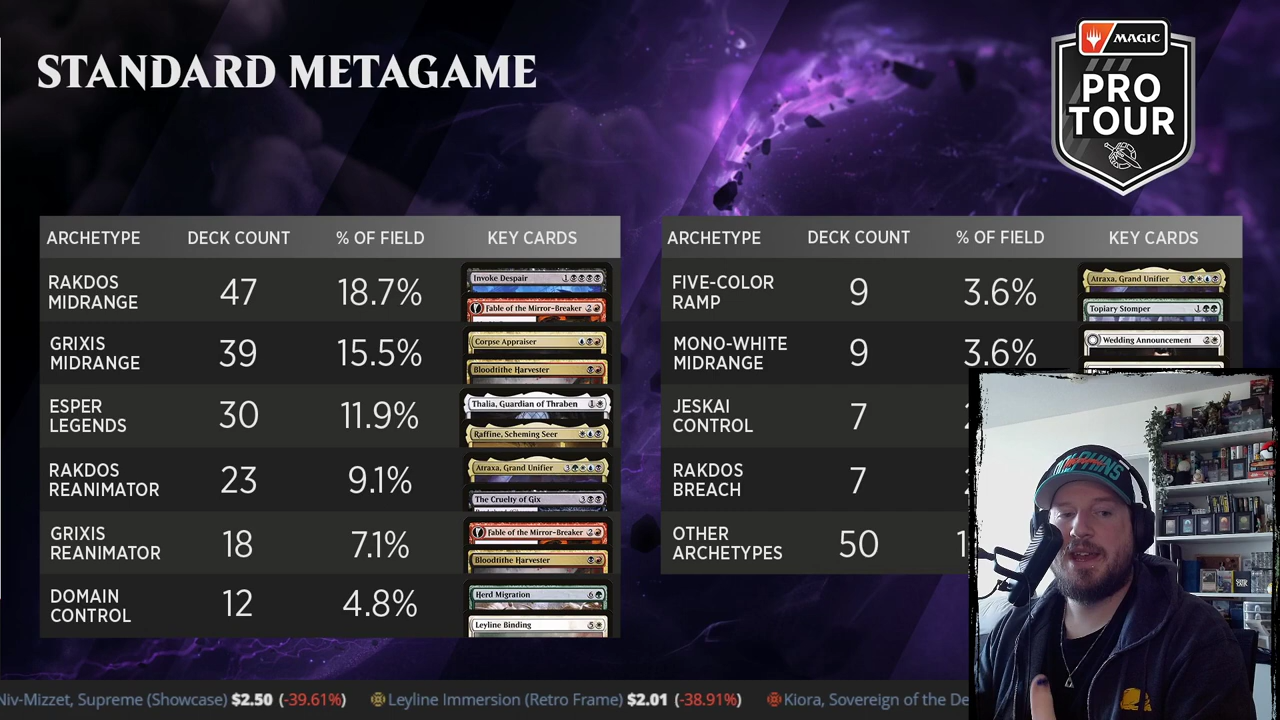 STANDARD METAGAME
MAGIC
PRO
TOUR
ARCHETYPE DECK COUNT % OF FIELD KEY CARDS
RAKDOS MIDRANGE 47 18.7% Invoke Despair Fable of the Mirror-Breaker
GRIXIS MIDRANGE 39 15.5% Corpse Appraiser Bloodtithe Harvester
ESPER LEGENDS 30 11.9% Thalia, Guardian of Thraben Raffine, Scheming Seer
RAKDOS REANIMATOR 23 9.1% Atraxa, Grand Unifier The Cruelty of Gix
GRIXIS REANIMATOR 18 7.1% Fable of the Mirror-Breaker Bloodtithe Harvester
DOMAIN CONTROL 12 4.8% Herd Migration Leyline Binding
ARCHETYPE DECK COUNT % OF FIELD KEY CARDS
FIVE-COLOR RAMP 9 3.6% Atraxa, Grand Unifier Topiary Stomper
MONO-WHITE MIDRANGE 9 3.6% Wedding Announcement
JESKAI CONTROL 7
RAKDOS BREACH 7
OTHER ARCHETYPES 50 1
DOLPHINS
Niv-Mizzet, Supreme (Showcase) $2.50 (-39.61%) Leyline Immersion (Retro Frame) $2.01 (-38.91%) Kiora, Sovereign of the De